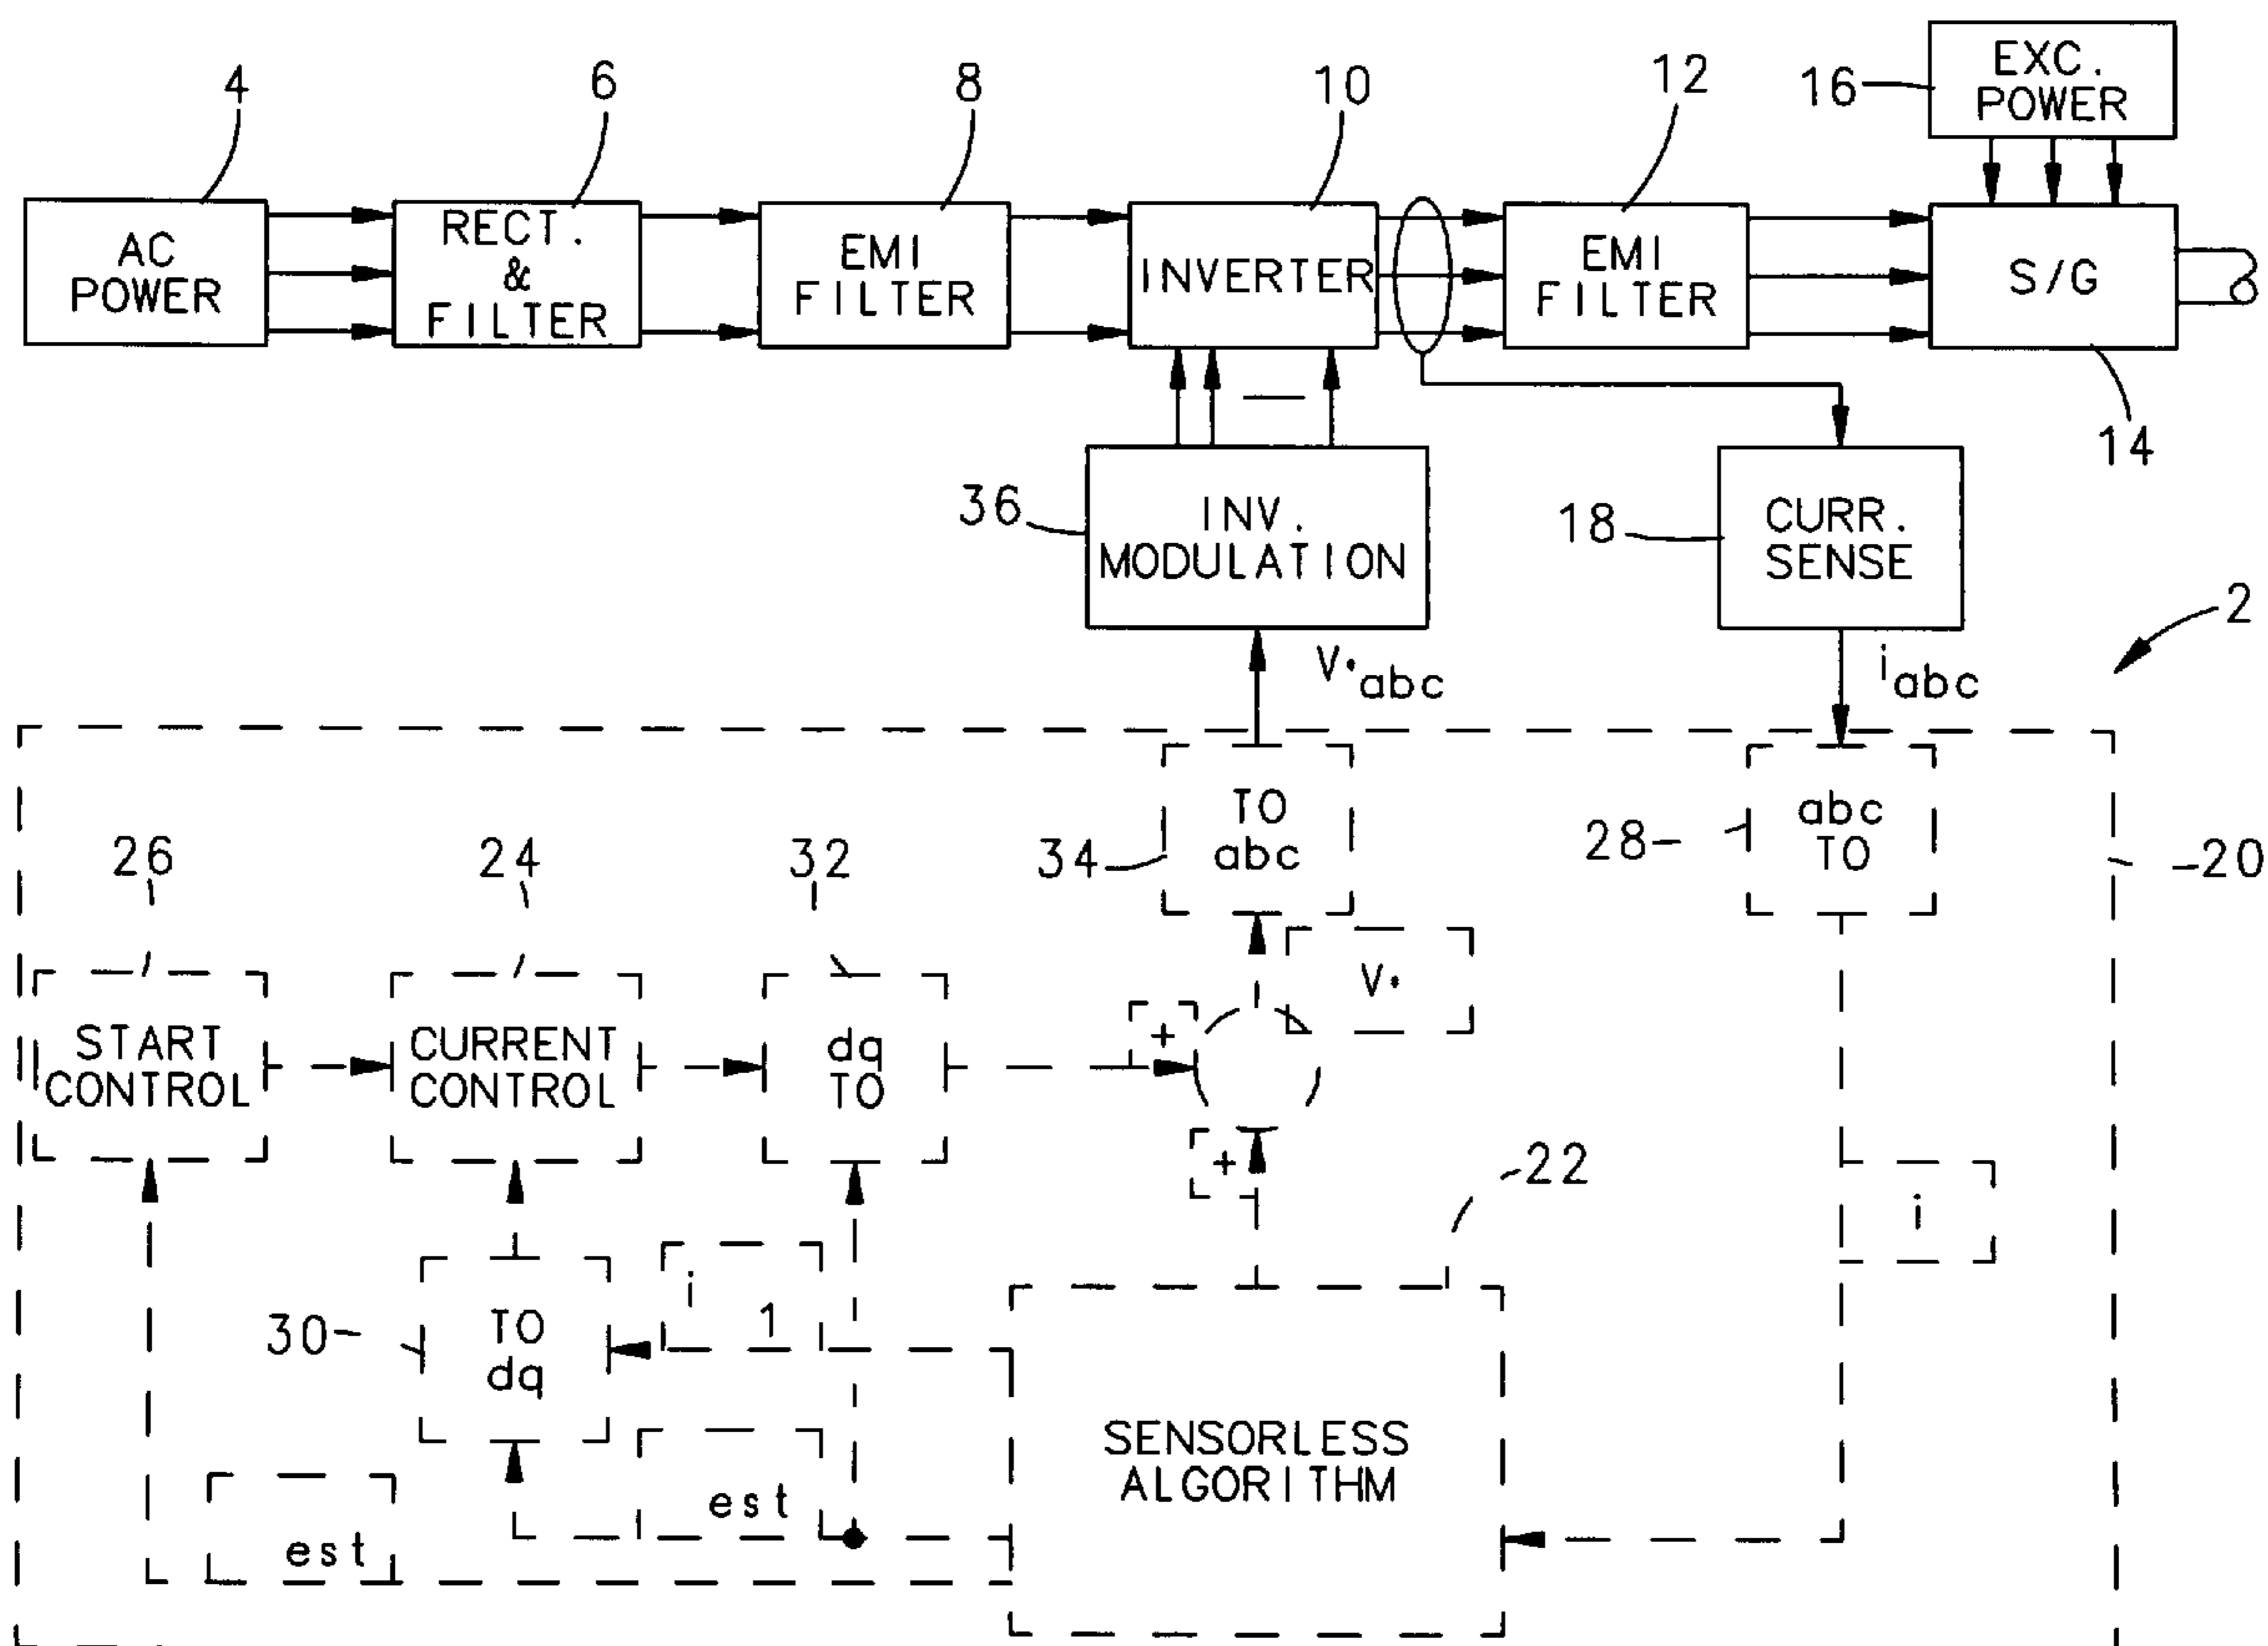 4
6
8
10
12
16
EXC.
POWER
AC
POWER
RECT.
&
FILTER
EMI
FILTER
INVERTER
EMI
FILTER
S/G
14
36
INV.
MODULATION
18
CURR.
SENSE
2
V•abc
iabc
26
24
32
34
TO
abc
28
abc
TO
20
START
CONTROL
CURRENT
CONTROL
dq
TO
+
V•
+
22
i
30
TO
dq
i 1
SENSORLESS
ALGORITHM
est
est